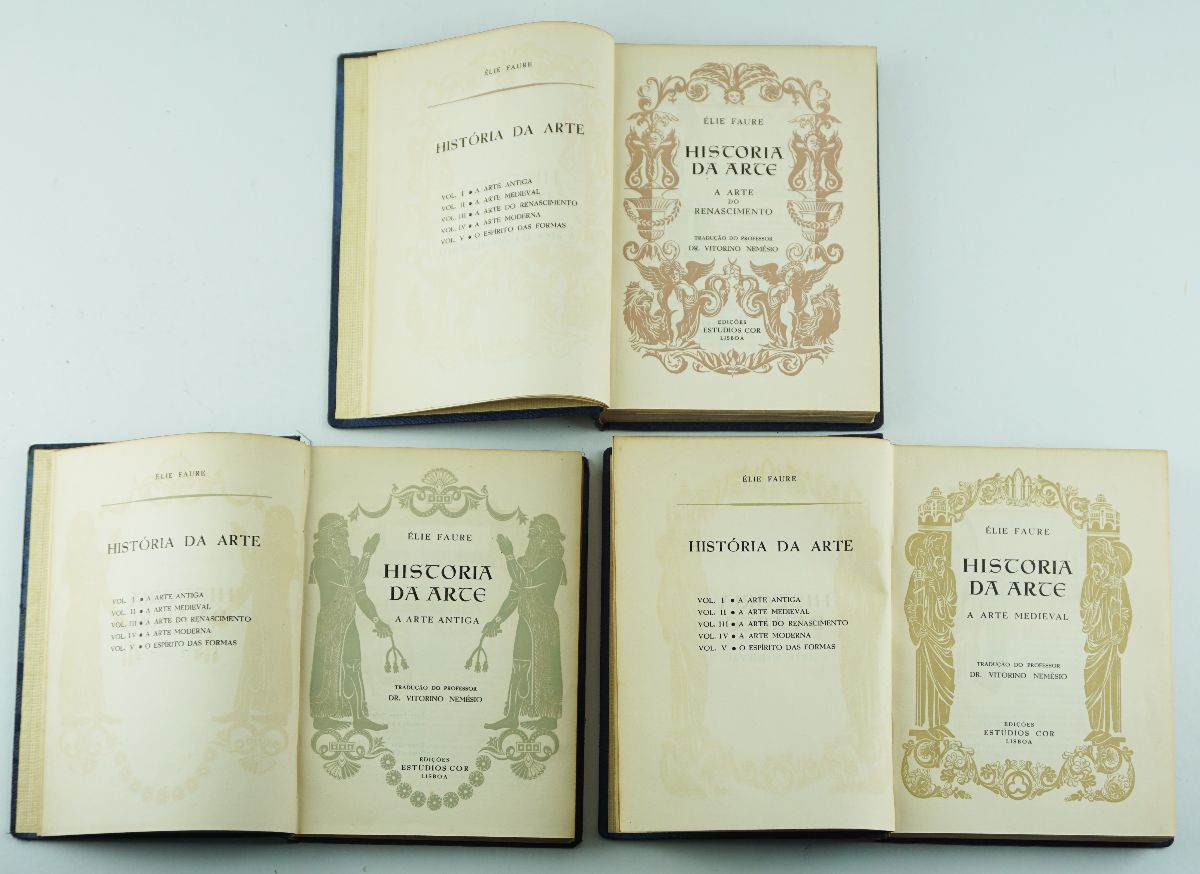 ÉLIE FAURE
HISTÓRIA DA ARTE
VOL. I • A ARTE ANTIGA
VOL. II • A ARTE MEDIEVAL
VOL. III • A ARTE DO RENASCIMENTO
VOL. IV • A ARTE MODERNA
VOL. V • O ESPÍRITO DAS FORMAS
ÉLIE FAURE
HISTORIA
DA ARTE
A ARTE
DO
RENASCIMENTO
TRADUÇÃO DO PROFESSOR
DR. VITORINO NEMÉSIO
EDIÇÕES
ESTÚDIOS COR
LISBOA
ÉLIE FAURE
HISTÓRIA DA ARTE
VOL. I • A ARTE ANTIGA
VOL. II • A ARTE MEDIEVAL
VOL. III • A ARTE DO RENASCIMENTO
VOL. IV • A ARTE MODERNA
VOL. V • O ESPÍRITO DAS FORMAS
ÉLIE FAURE
HISTORIA
DA ARTE
A ARTE ANTIGA
TRADUÇÃO DO PROFESSOR
DR. VITORINO NEMÉSIO
EDIÇÕES
ESTÚDIOS COR
LISBOA
ÉLIE FAURE
HISTÓRIA DA ARTE
VOL. I • A ARTE ANTIGA
VOL. II • A ARTE MEDIEVAL
VOL. III • A ARTE DO RENASCIMENTO
VOL. IV • A ARTE MODERNA
VOL. V • O ESPÍRITO DAS FORMAS
ÉLIE FAURE
HISTORIA
DA ARTE
A ARTE MEDIEVAL
TRADUÇÃO DO PROFESSOR
DR. VITORINO NEMÉSIO
EDIÇÕES
ESTÚDIOS COR
LISBOA